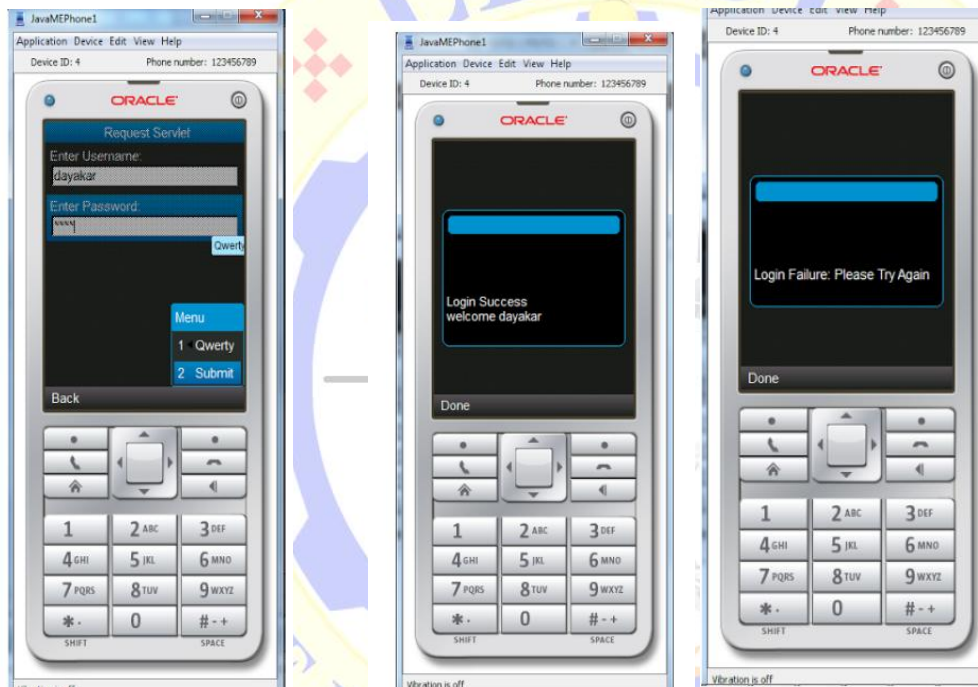 JavaMEPhone1
Application Device Edit View Help
Device ID: 4 Phone number: 123456789
ORACLE
Request Servlet
Enter Username:
dayakar
Enter Password:
****
Qwerty
Menu
1 Qwerty
2 Submit
Back
1 2 ABC 3 DEF
4 GHI 5 JKL 6 MNO
7 PQRS 8 TUV 9 WXYZ
* . 0 # - +
SHIFT SPACE
JavaMEPhone1
Application Device Edit View Help
Device ID: 4 Phone number: 123456789
ORACLE
Login Success
welcome dayakar
Done
1 2 ABC 3 DEF
4 GHI 5 JKL 6 MNO
7 PQRS 8 TUV 9 WXYZ
* . 0 # - +
SHIFT SPACE
Vibration is off
Application Device Edit View Help
Device ID: 4 Phone number: 123456789
ORACLE
Login Failure: Please Try Again
Done
1 2 ABC 3 DEF
4 GHI 5 JKL 6 MNO
7 PQRS 8 TUV 9 WXYZ
* . 0 # - +
SHIFT SPACE
Vibration is off